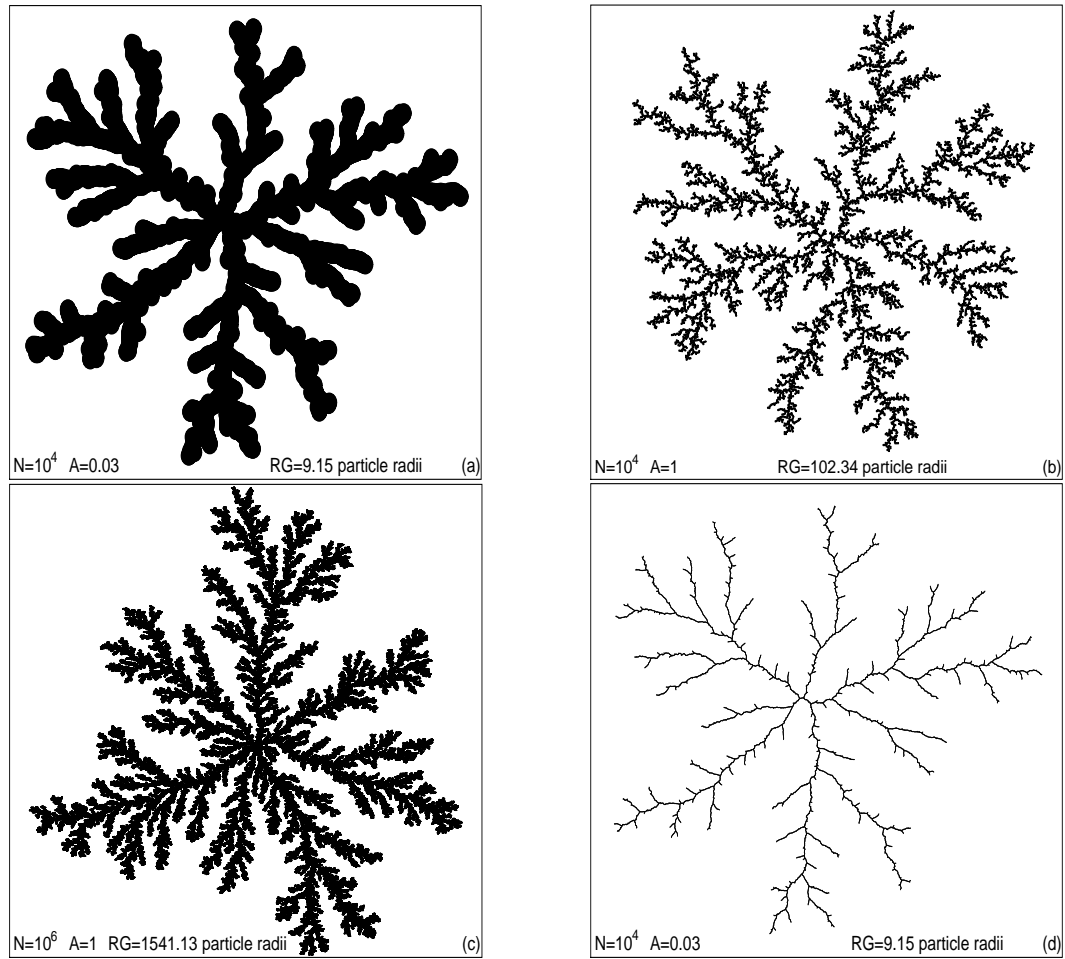 N=10^4 A=0.03 RG=9.15 particle radii (a)
N=10^4 A=1 RG=102.34 particle radii (b)
N=10^6 A=1 RG=1541.13 particle radii (c)
N=10^4 A=0.03 RG=9.15 particle radii (d)